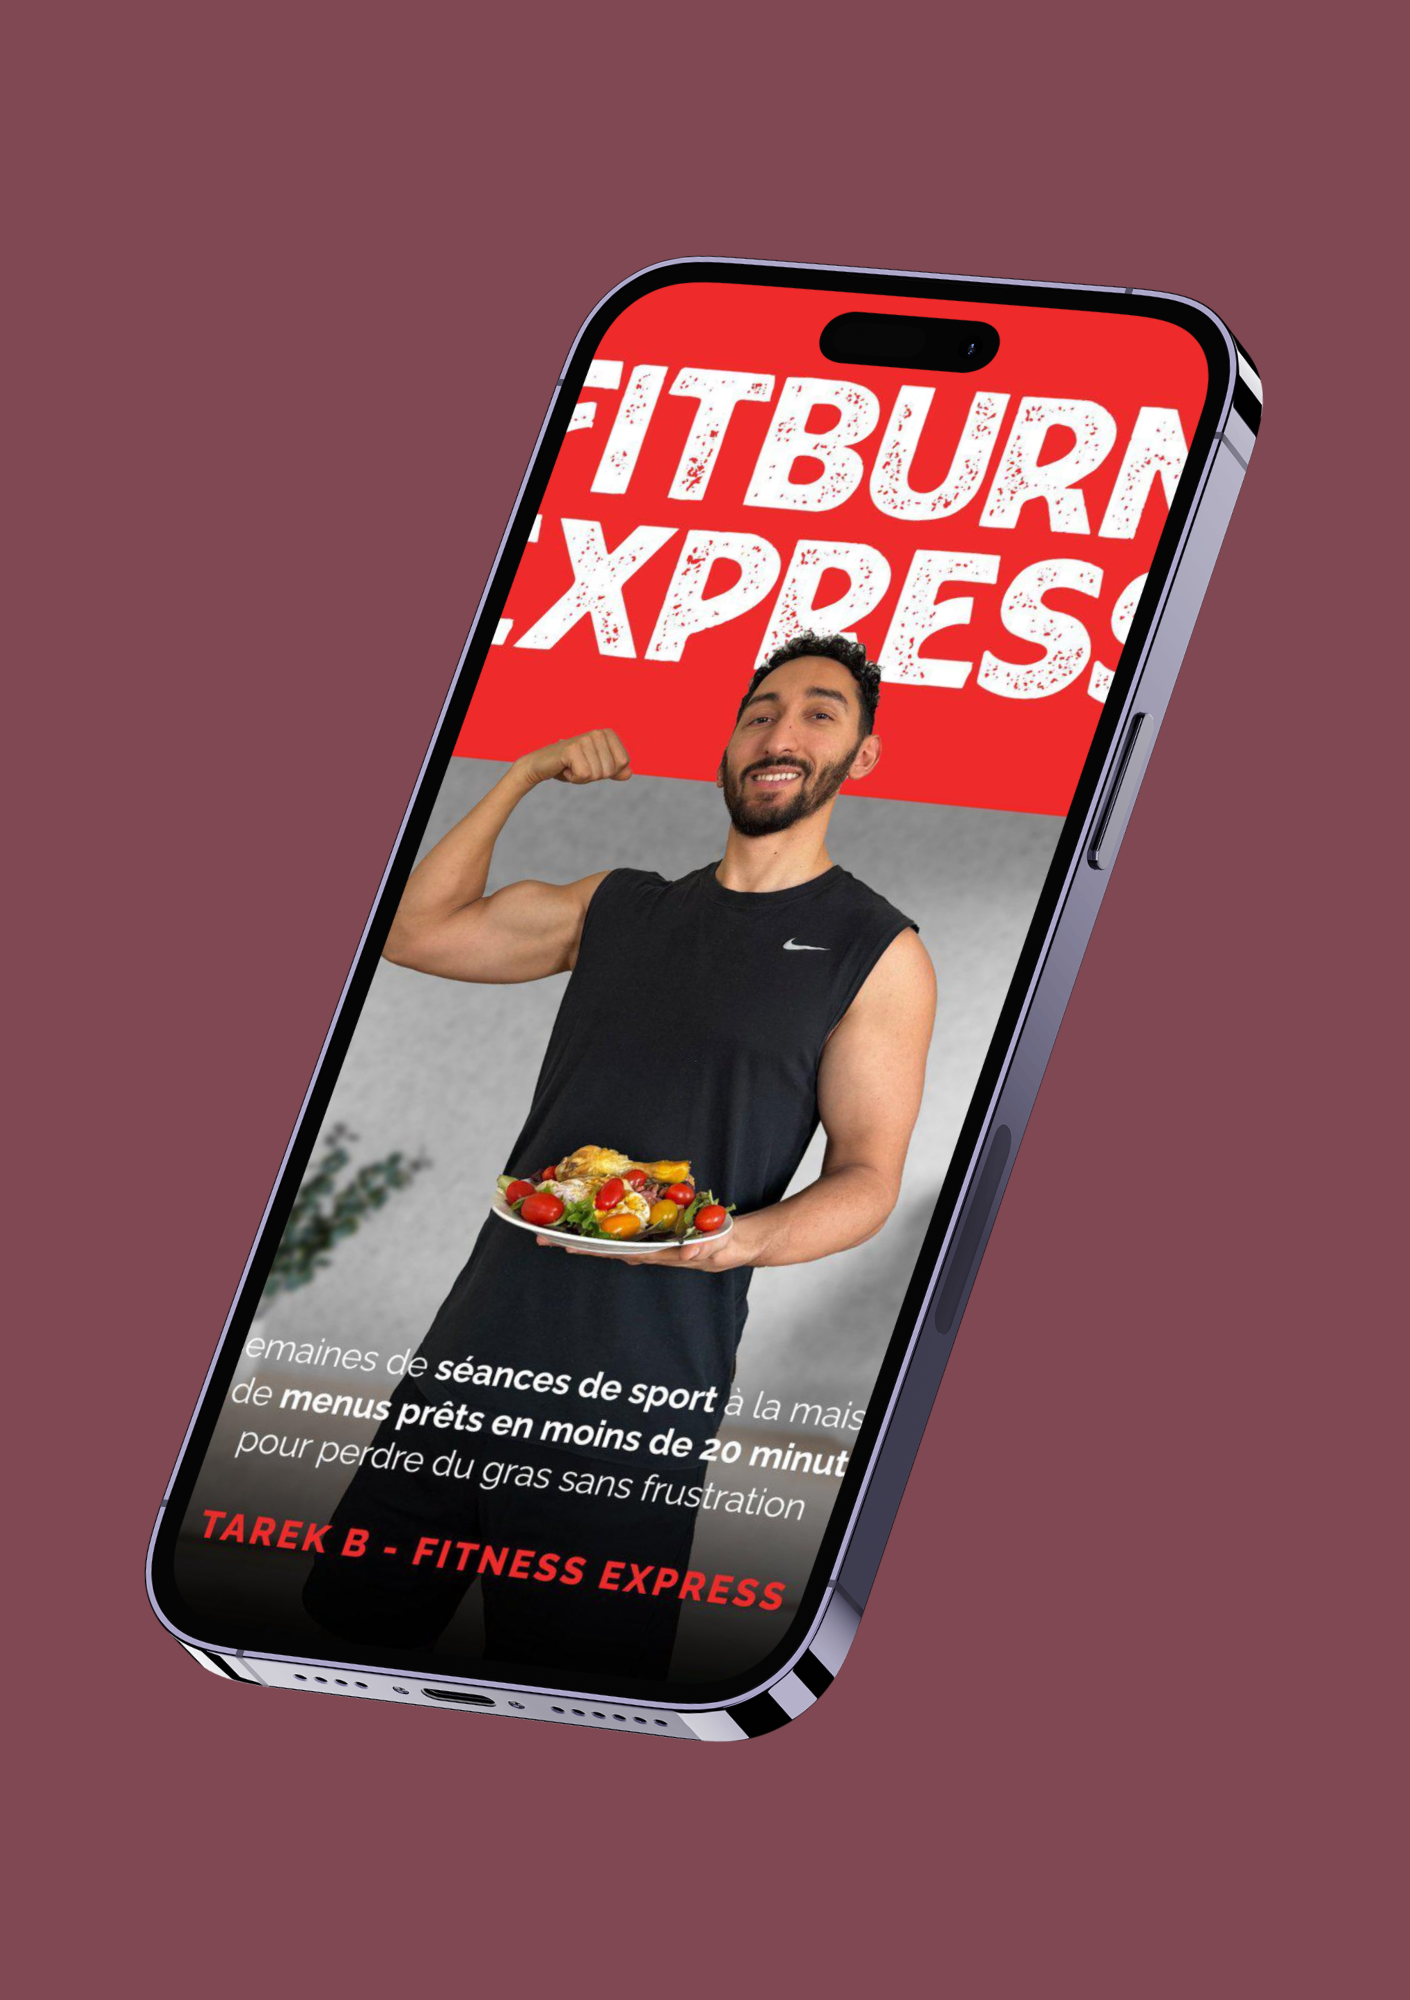 FITBURN
EXPRESS
emaines de séances de sport à la mais
de menus prêts en moins de 20 minut
pour perdre du gras sans frustration
TAREK B - FITNESS EXPRESS